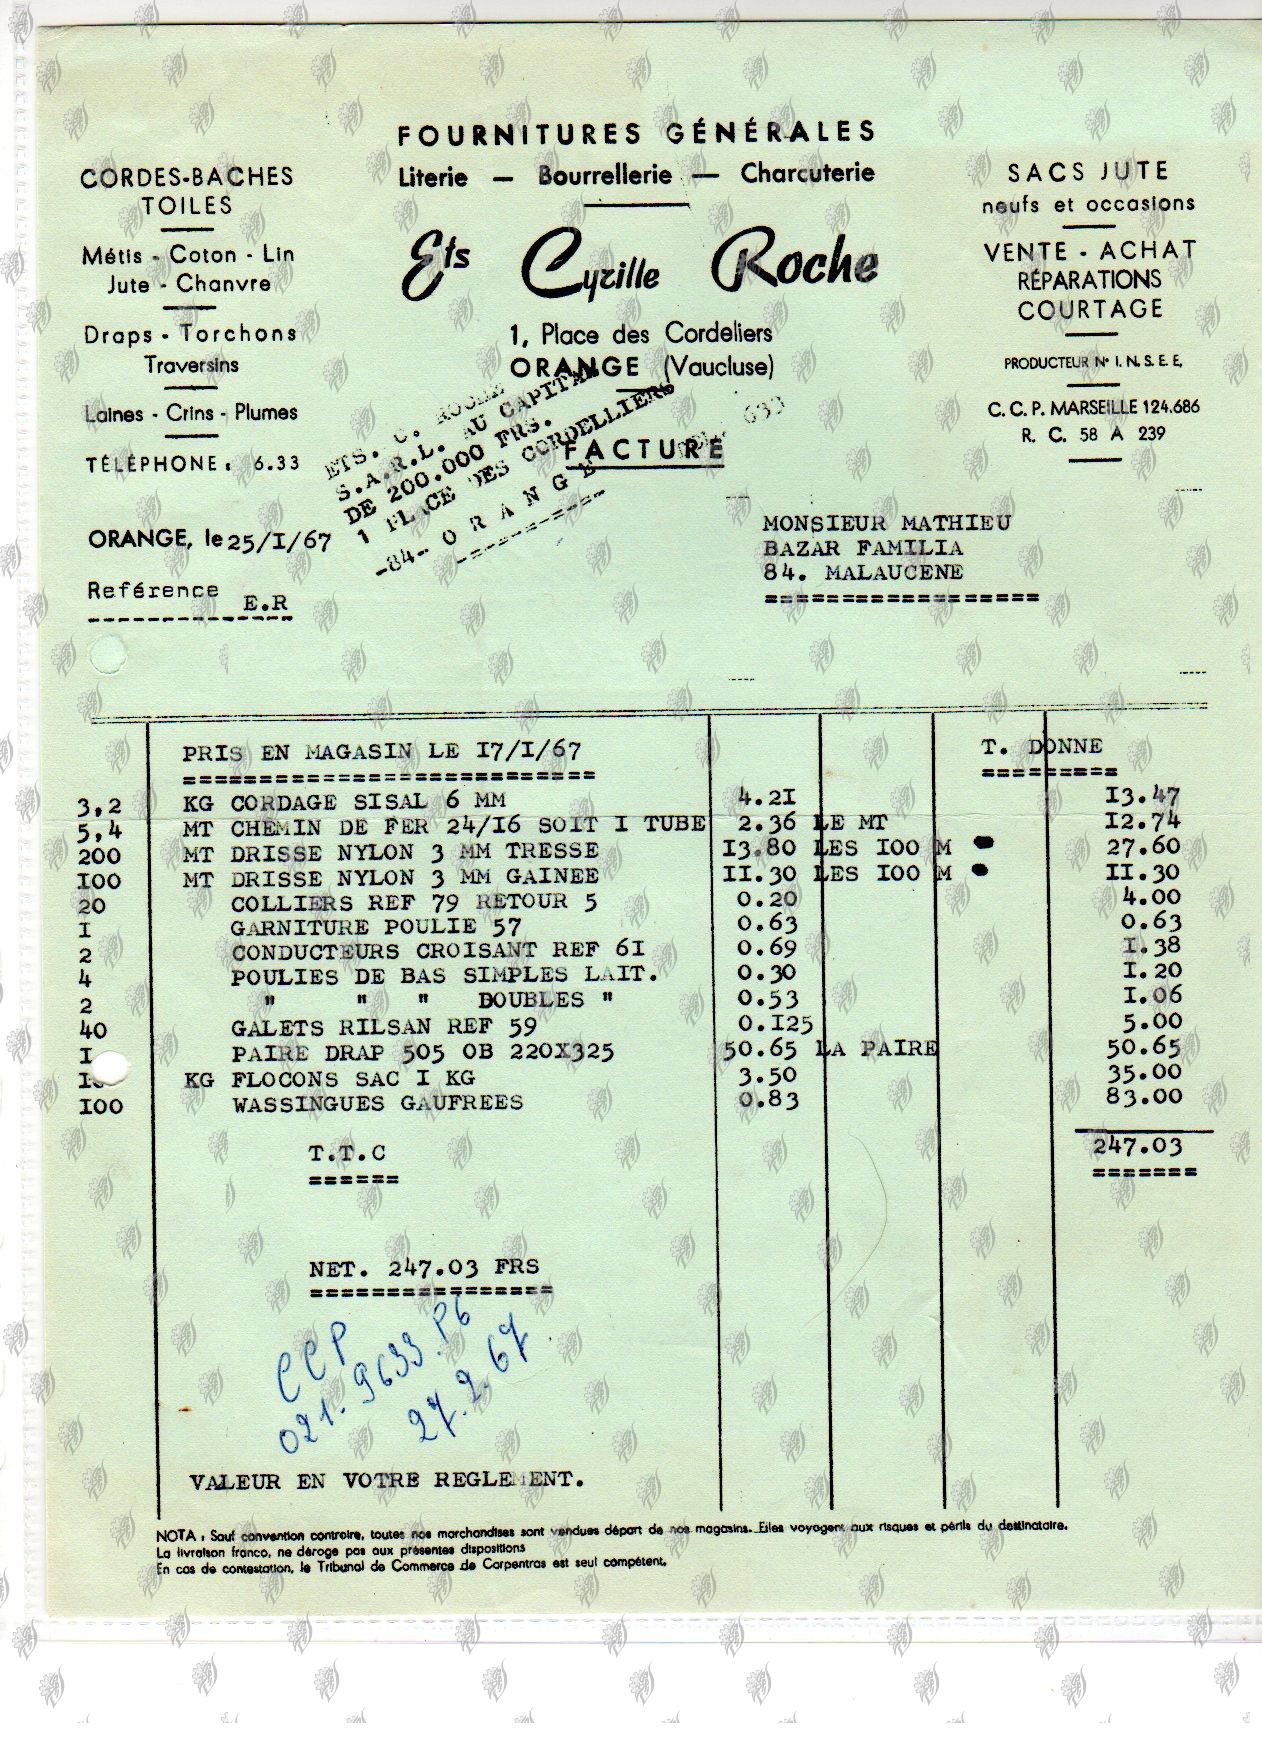 FOURNITURES GÉNÉRALES
Literie — Bourrellerie — Charcuterie
Ets Cyrille Roche
1, Place des Cordeliers
ORANGE (Vaucluse)
FACTURE
CORDES-BACHES
TOILES
Métis - Coton - Lin
Jute - Chanvre
Draps - Torchons
Traversins
Laines - Crins - Plumes
TÉLÉPHONE : 6.33
SACS JUTE
neufs et occasions
VENTE - ACHAT
RÉPARATIONS
COURTAGE
PRODUCTEUR N° I. N. S. E. E.
C. C. P. MARSEILLE 124.686
R. C. 58 A 239
ETS. C. ROCHE
S.A.R.L. AU CAPITAL
DE 200.000 FRS.
1 PLACE DES CORDELLIERS
-84- ORANGE
633
ORANGE, le 25/I/67
Reférence E.R
MONSIEUR MATHIEU
BAZAR FAMILIA
84. MALAUCENE
PRIS EN MAGASIN LE I7/I/67 T. DONNE
3,2 KG CORDAGE SISAL 6 MM 4.2I I3.47
5,4 MT CHEMIN DE FER 24/I6 SOIT I TUBE 2.36 LE MT I2.74
200 MT DRISSE NYLON 3 MM TRESSE I3.80 LES IOO M 27.60
IOO MT DRISSE NYLON 3 MM GAINEE II.30 LES IOO M II.30
20 COLLIERS REF 79 RETOUR 5 0.20 4.00
I GARNITURE POULIE 57 0.63 0.63
2 CONDUCTEURS CROISANT REF 6I 0.69 I.38
4 POULIES DE BAS SIMPLES LAIT. 0.30 I.20
2 " " " DOUBLES " 0.53 I.06
40 GALETS RILSAN REF 59 0.I25 5.00
I PAIRE DRAP 505 OB 220X325 50.65 LA PAIRE 50.65
KG FLOCONS SAC I KG 3.50 35.00
IOO WASSINGUES GAUFREES 0.83 83.00
T.T.C 247.03
NET. 247.03 FRS
CCP
021.9633.P6
27.2.67
VALEUR EN VOTRE REGLEMENT.
NOTA : Sauf convention contraire, toutes nos marchandises sont vendues départ de nos magasins. Elles voyagent aux risques et périls du destinataire.
La livraison franco, ne déroge pas aux présentes dispositions
En cas de contestation, le Tribunal de Commerce de Carpentras est seul compétent.